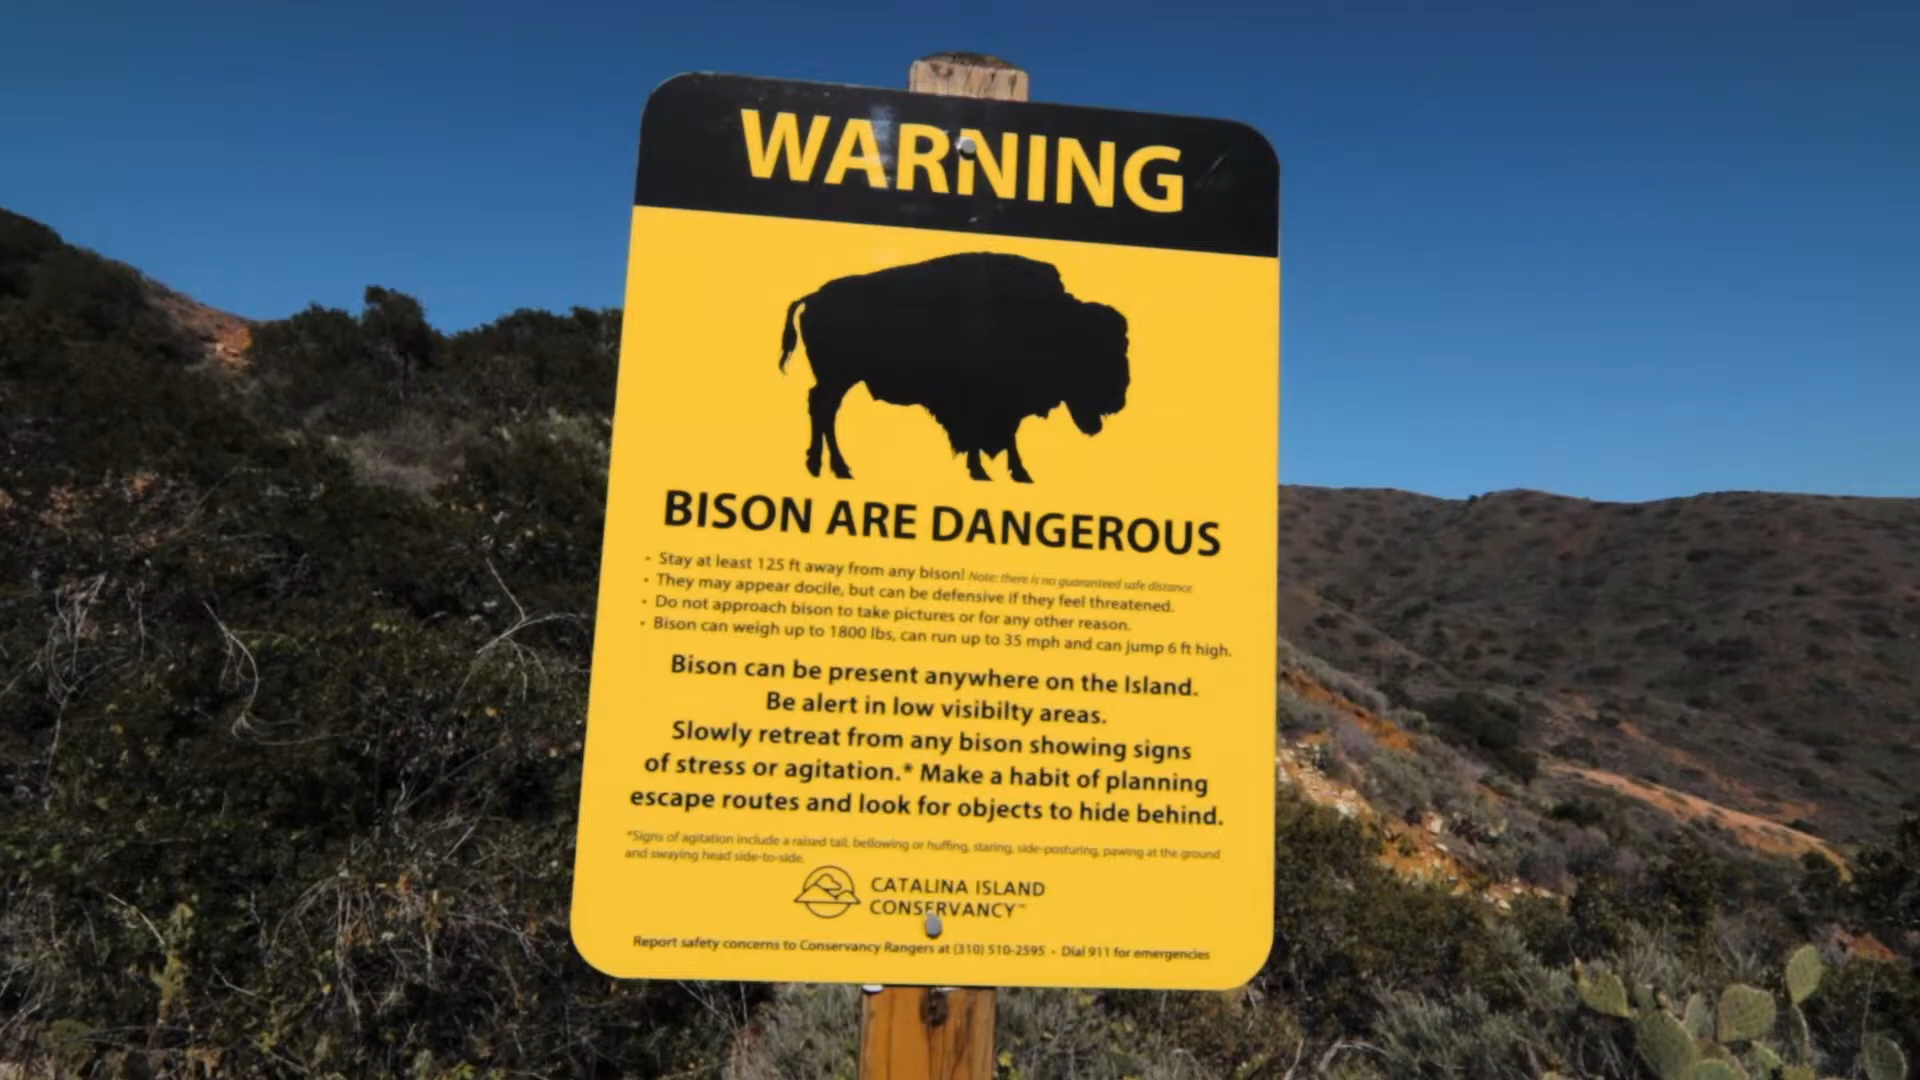 WARNING
BISON ARE DANGEROUS
• Stay at least 125 ft away from any bison! Note: there is no guaranteed safe distance
• They may appear docile, but can be defensive if they feel threatened.
• Do not approach bison to take pictures or for any other reason.
• Bison can weigh up to 1800 lbs, can run up to 35 mph and can jump 6 ft high.
Bison can be present anywhere on the Island.
Be alert in low visibilty areas.
Slowly retreat from any bison showing signs
of stress or agitation.* Make a habit of planning
escape routes and look for objects to hide behind.
*Signs of agitation include a raised tail, bellowing or huffing, staring, side-posturing, pawing at the ground
and swaying head side-to-side.
CATALINA ISLAND
CONSERVANCY™
Report safety concerns to Conservancy Rangers at (310) 510-2595 • Dial 911 for emergencies